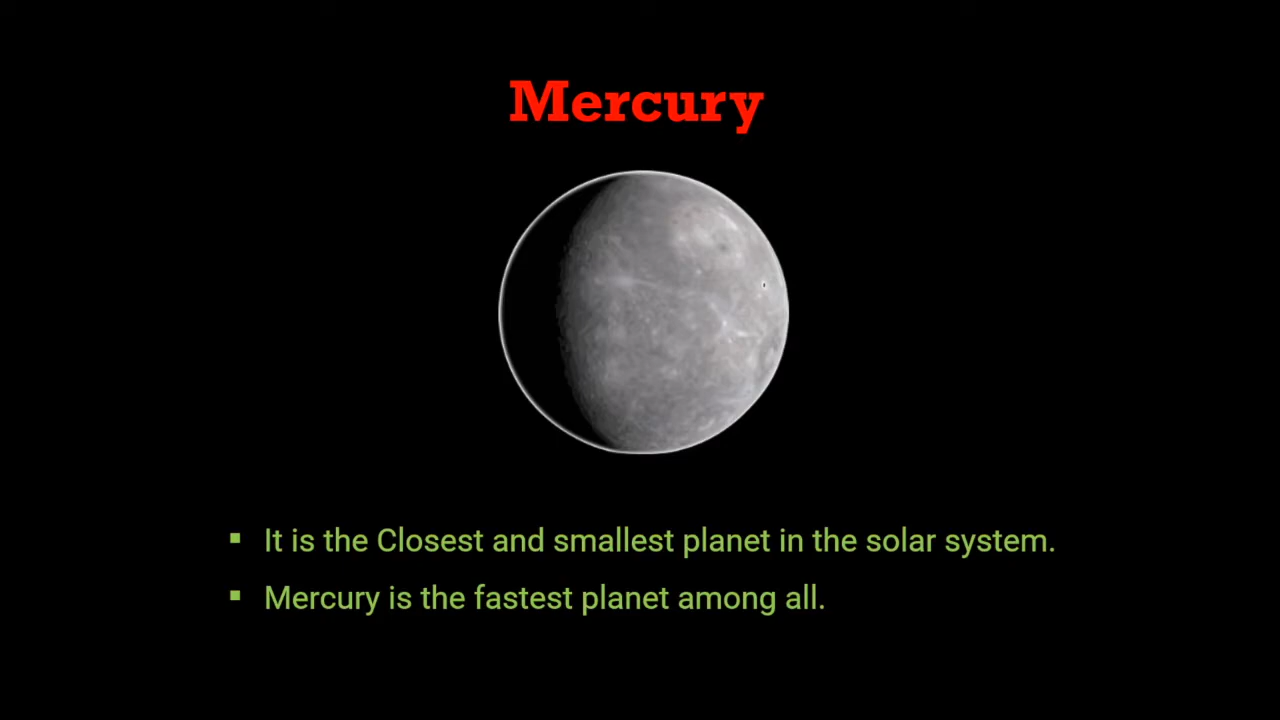 Mercury
▪ It is the Closest and smallest planet in the solar system.
▪ Mercury is the fastest planet among all.